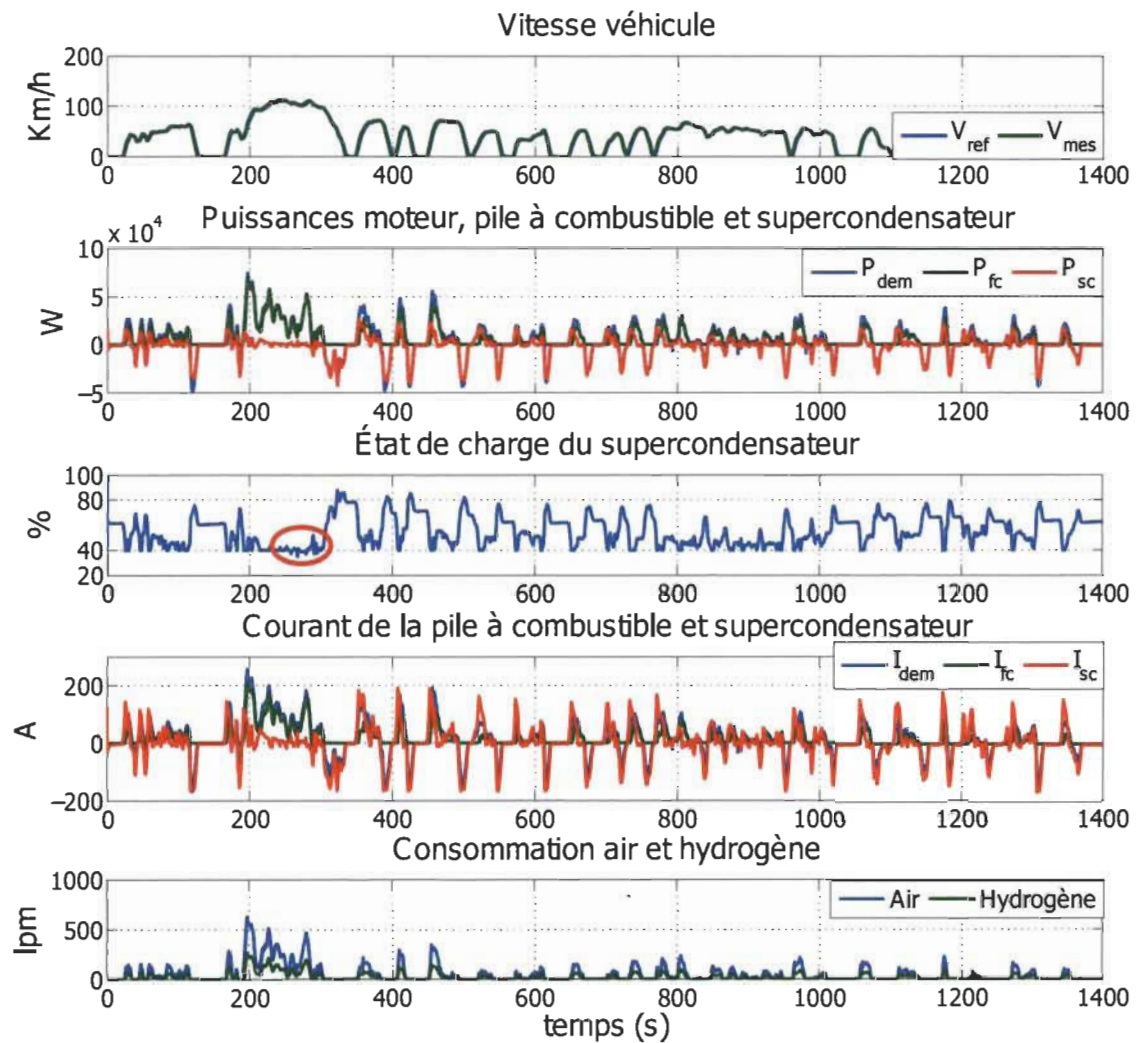 Vitesse véhicule
200
100
0
Km/h
V_ref V_mes
0 200 400 600 800 1000 1200 1400
Puissances moteur, pile à combustible et supercondensateur
x 10^4
10
5
0
−5
W
P_dem P_fc P_sc
0 200 400 600 800 1000 1200 1400
État de charge du supercondensateur
100
80
60
40
20
%
0 200 400 600 800 1000 1200 1400
Courant de la pile à combustible et supercondensateur
200
0
−200
A
I_dem I_fc I_sc
0 200 400 600 800 1000 1200 1400
Consommation air et hydrogène
1000
500
0
lpm
Air Hydrogène
0 200 400 600 800 1000 1200 1400
temps (s)